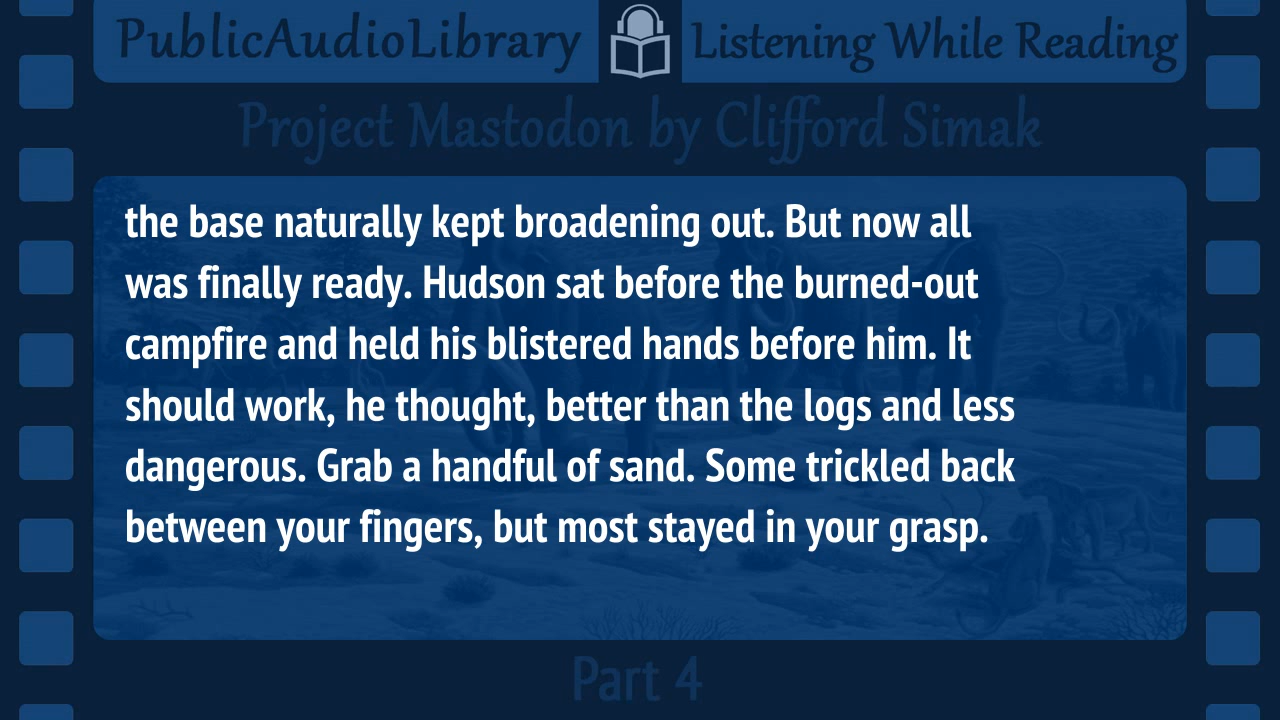 PublicAudioLibrary Listening While Reading
Project Mastodon by Clifford Simak
the base naturally kept broadening out. But now all
was finally ready. Hudson sat before the burned-out
campfire and held his blistered hands before him. It
should work, he thought, better than the logs and less
dangerous. Grab a handful of sand. Some trickled back
between your fingers, but most stayed in your grasp.
Part 4